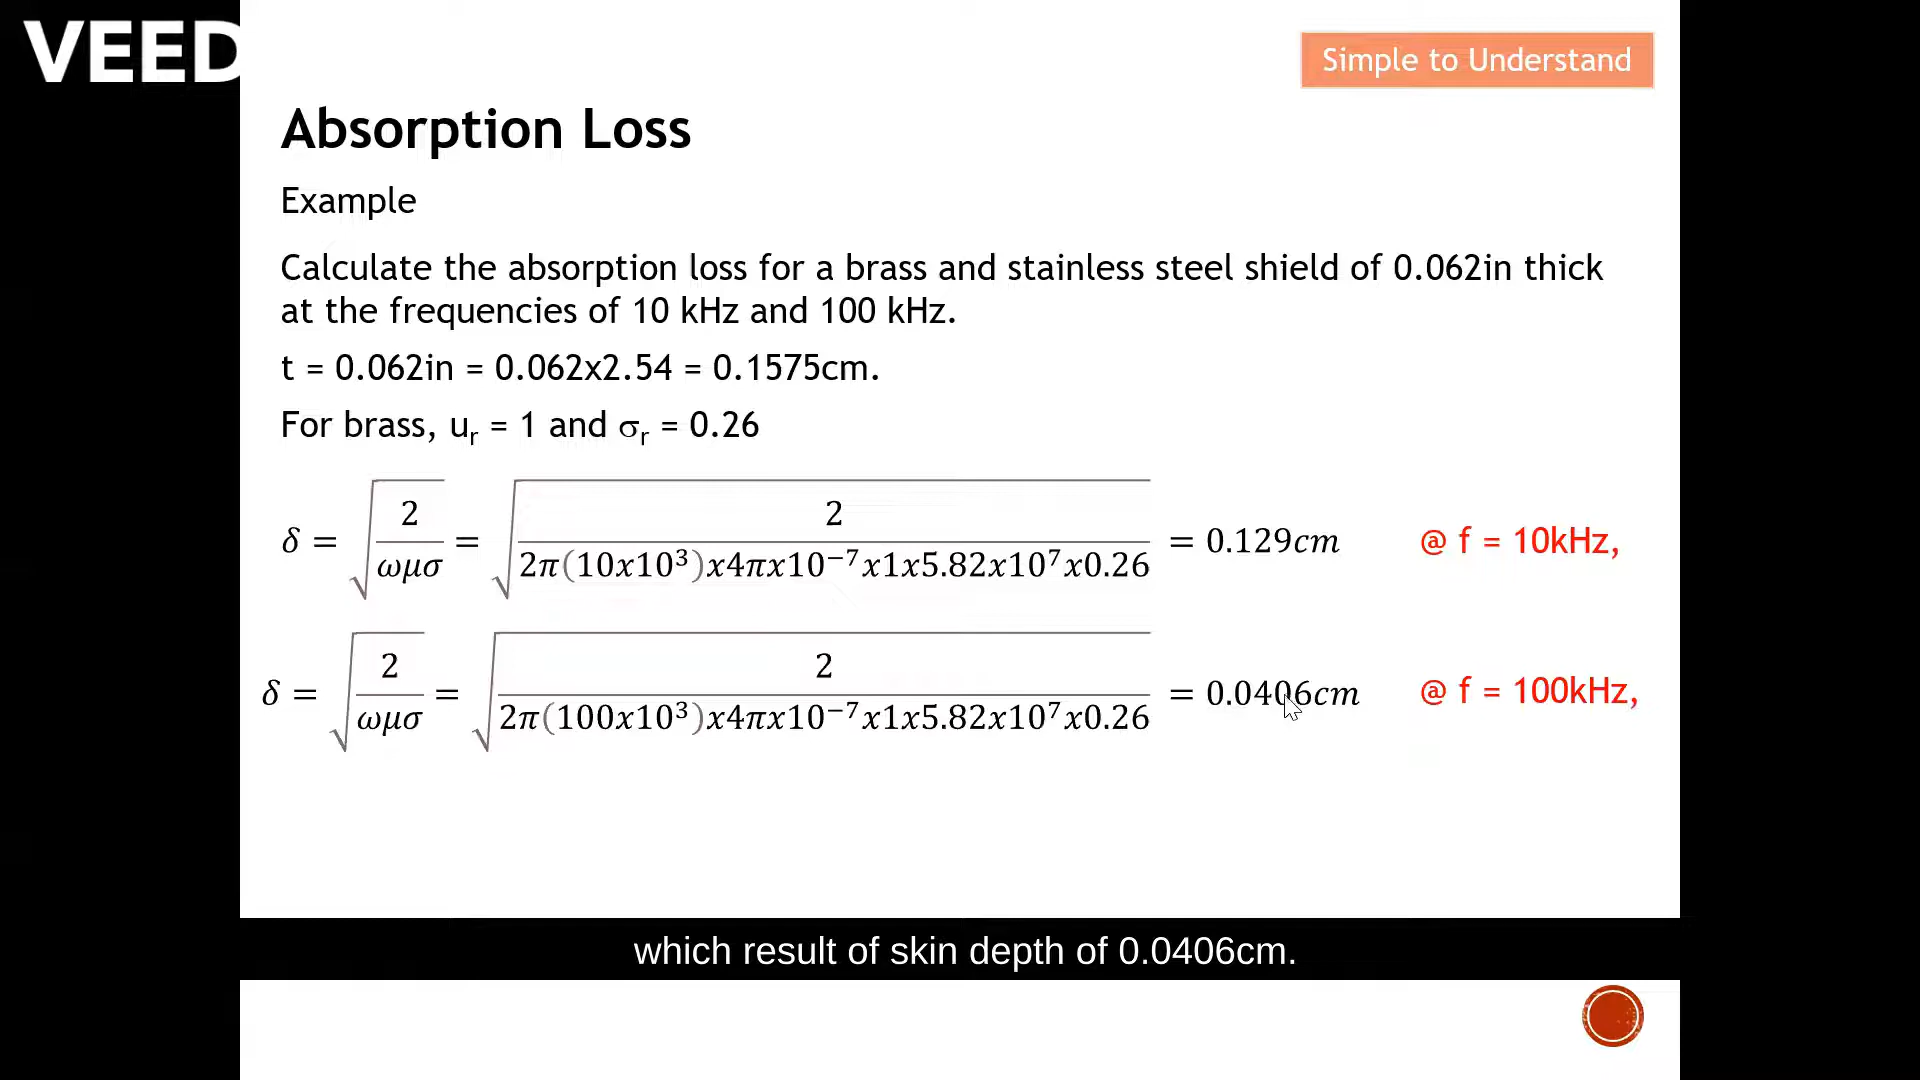 VEED
Simple to Understand
Absorption Loss
Example
Calculate the absorption loss for a brass and stainless steel shield of 0.062in thick
at the frequencies of 10 kHz and 100 kHz.
t = 0.062in = 0.062x2.54 = 0.1575cm.
For brass, uᵣ = 1 and σᵣ = 0.26
δ = √(2/ωμσ) = √(2/2π(10x10³)x4πx10⁻⁷x1x5.82x10⁷x0.26) = 0.129cm @ f = 10kHz,
δ = √(2/ωμσ) = √(2/2π(100x10³)x4πx10⁻⁷x1x5.82x10⁷x0.26) = 0.0406cm @ f = 100kHz,
which result of skin depth of 0.0406cm.